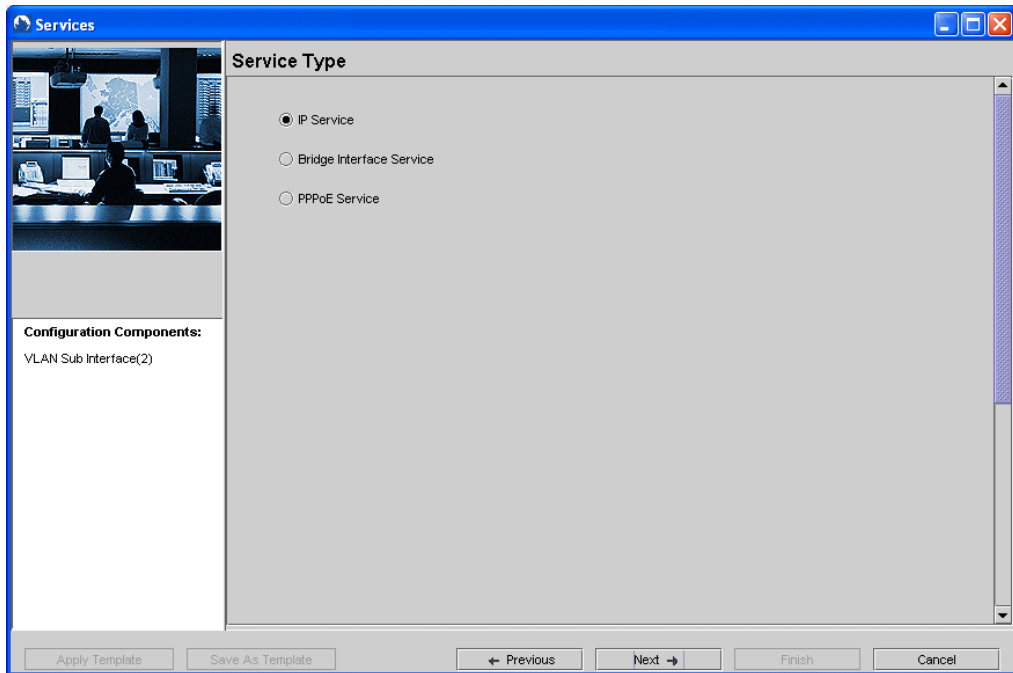 Services
Service Type
IP Service
Bridge Interface Service
PPPoE Service
Configuration Components:
VLAN Sub Interface(2)
Apply Template
Save As Template
Previous
Next
Finish
Cancel